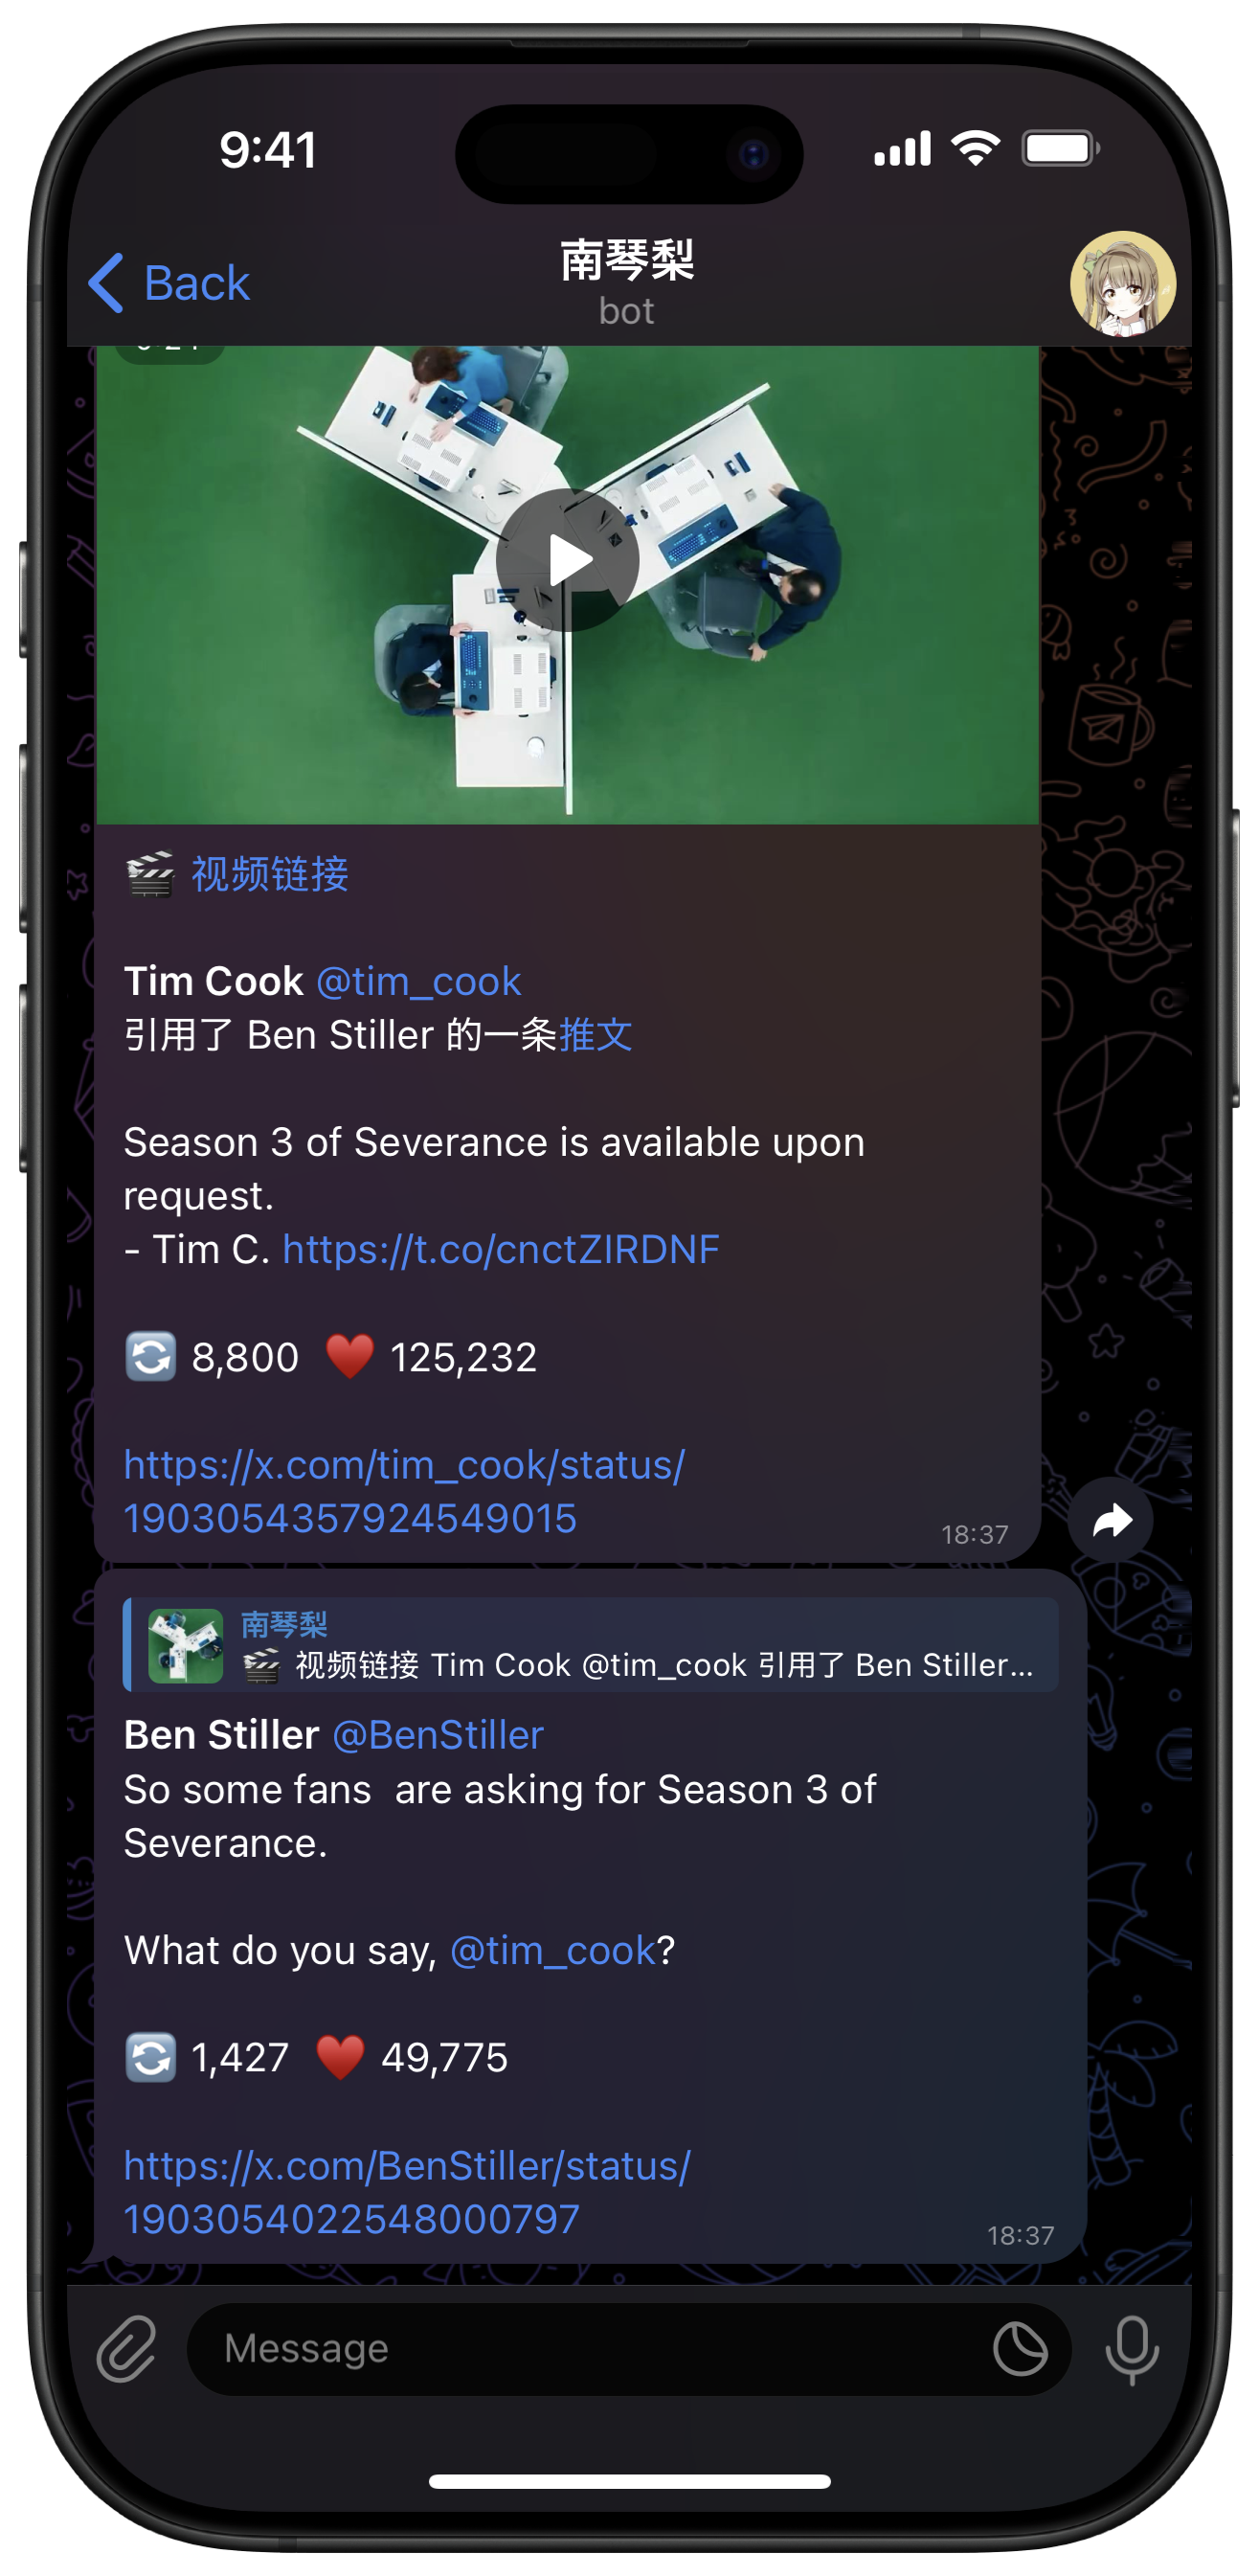 9:41
Back
南琴梨
bot
🎬 视频链接
Tim Cook @tim_cook
引用了 Ben Stiller 的一条推文
Season 3 of Severance is available upon
request.
- Tim C. https://t.co/cnctZIRDNF
🔄 8,800 ♥️ 125,232
https://x.com/tim_cook/status/
1903054357924549015
18:37
南琴梨
🎬 视频链接 Tim Cook @tim_cook 引用了 Ben Stiller...
Ben Stiller @BenStiller
So some fans  are asking for Season 3 of
Severance.
What do you say, @tim_cook?
🔄 1,427 ♥️ 49,775
https://x.com/BenStiller/status/
1903054022548000797
18:37
Message